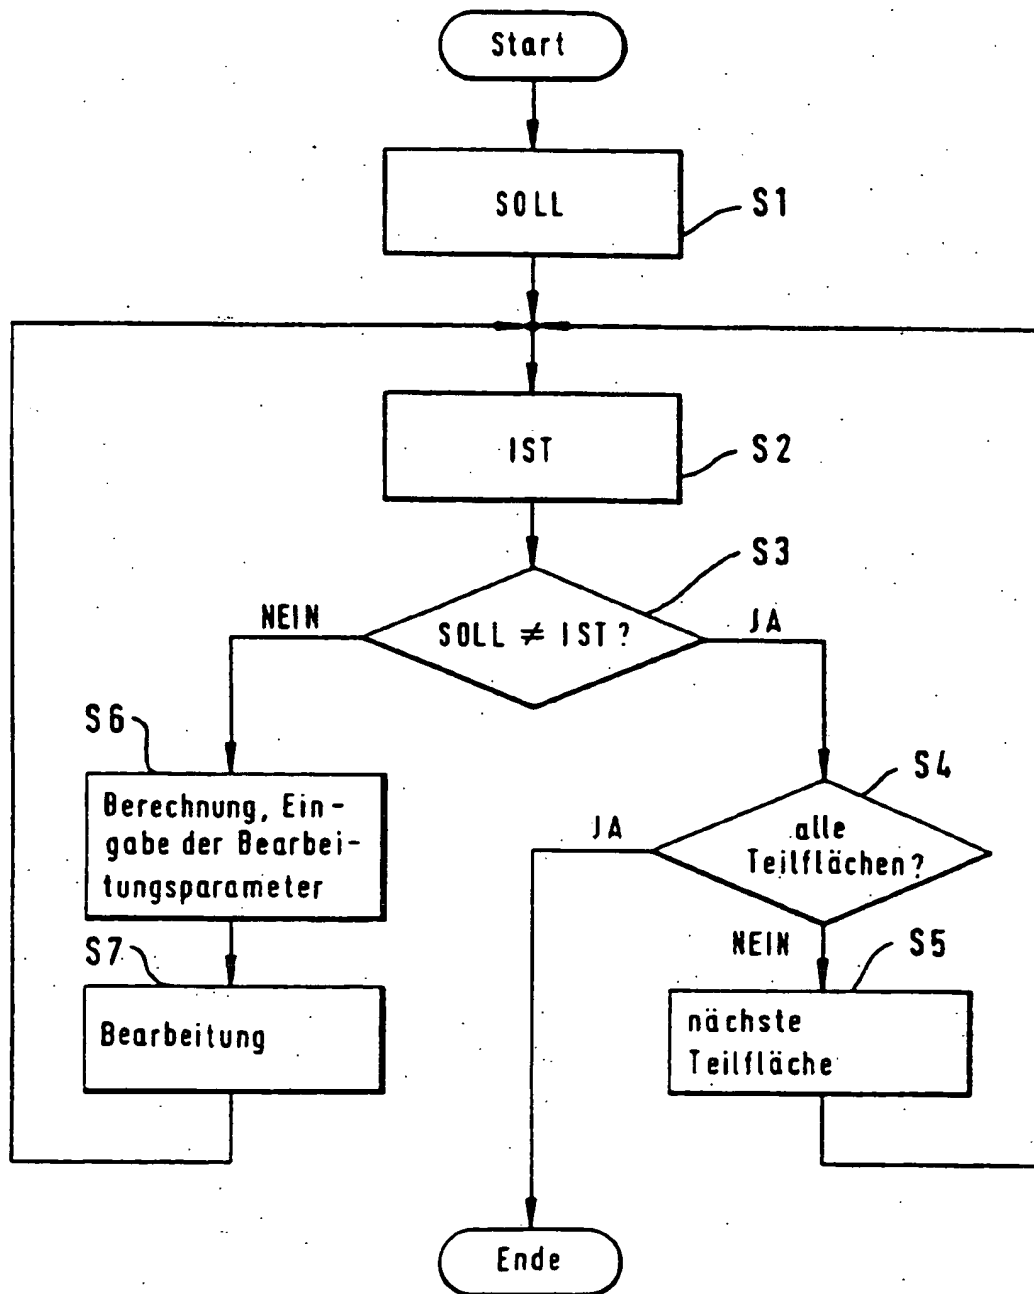 Start
SOLL
S1
IST
S2
S3
NEIN
SOLL ≠ IST?
JA
S6
Berechnung, Ein-
gabe der Bearbei-
tungsparameter
S4
JA
alle
Teilflächen?
NEIN
S7
Bearbeitung
S5
nächste
Teilfläche
Ende